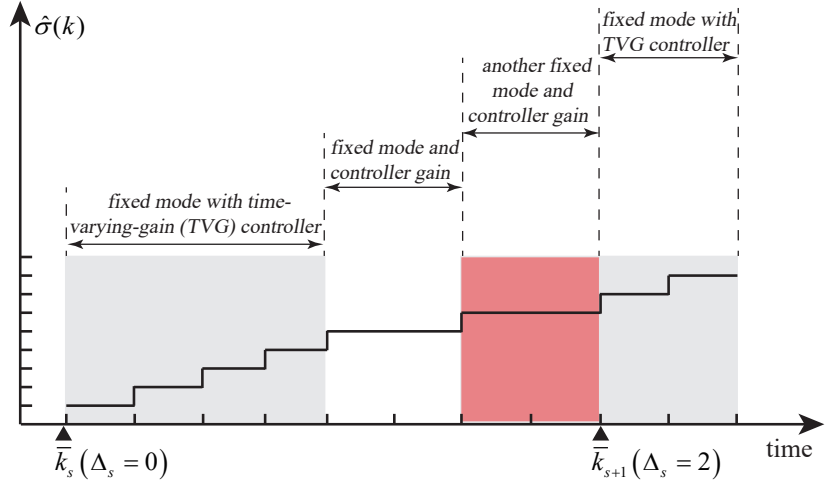 σ̂(k)
fixed mode with
TVG controller
another fixed
mode and
controller gain
fixed mode and
controller gain
fixed mode with time-
varying-gain (TVG) controller
time
k̅ₛ(Δₛ = 0)
k̅ₛ₊₁(Δₛ = 2)